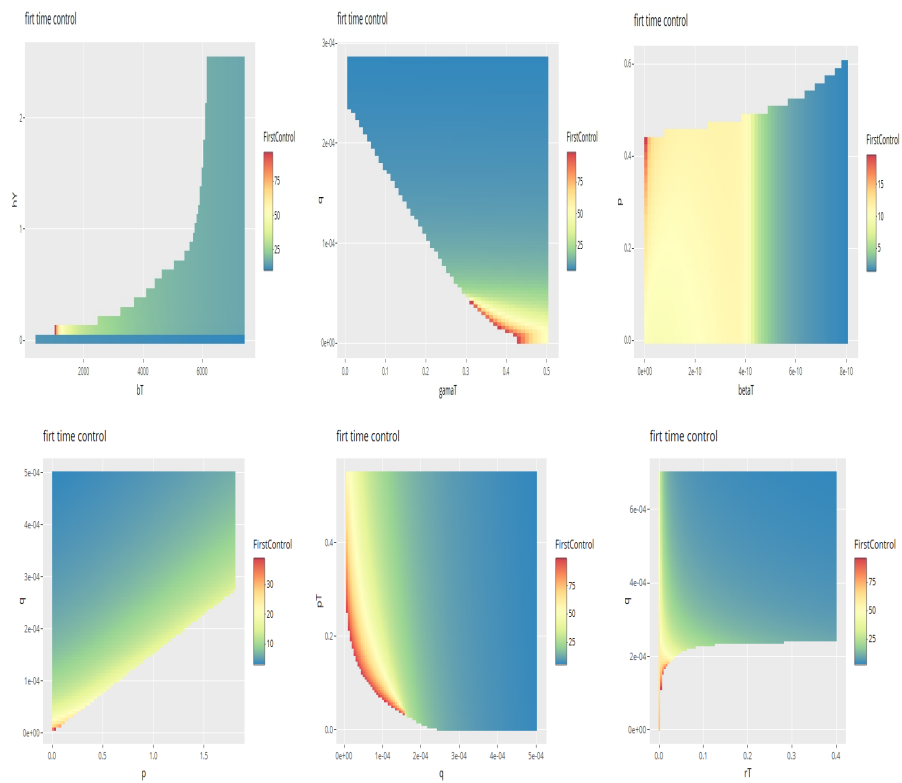 firt time control
hY
2-
1-
0-
2000 4000 6000
bT
FirstControl
75
50
25
firt time control
q
3e-04-
2e-04-
1e-04-
0e+00-
0.0 0.1 0.2 0.3 0.4 0.5
gamaT
FirstControl
75
50
25
firt time control
p
0.6-
0.4-
0.2-
0.0-
0e+00 2e-10 4e-10 6e-10 8e-10
betaT
FirstControl
15
10
5
firt time control
q
5e-04-
4e-04-
3e-04-
2e-04-
1e-04-
0e+00-
0.0 0.5 1.0 1.5
p
FirstControl
30
20
10
firt time control
pT
0.4-
0.2-
0.0-
0e+00 1e-04 2e-04 3e-04 4e-04 5e-04
q
FirstControl
75
50
25
firt time control
q
6e-04-
4e-04-
2e-04-
0e+00-
0.0 0.1 0.2 0.3 0.4
rT
FirstControl
75
50
25